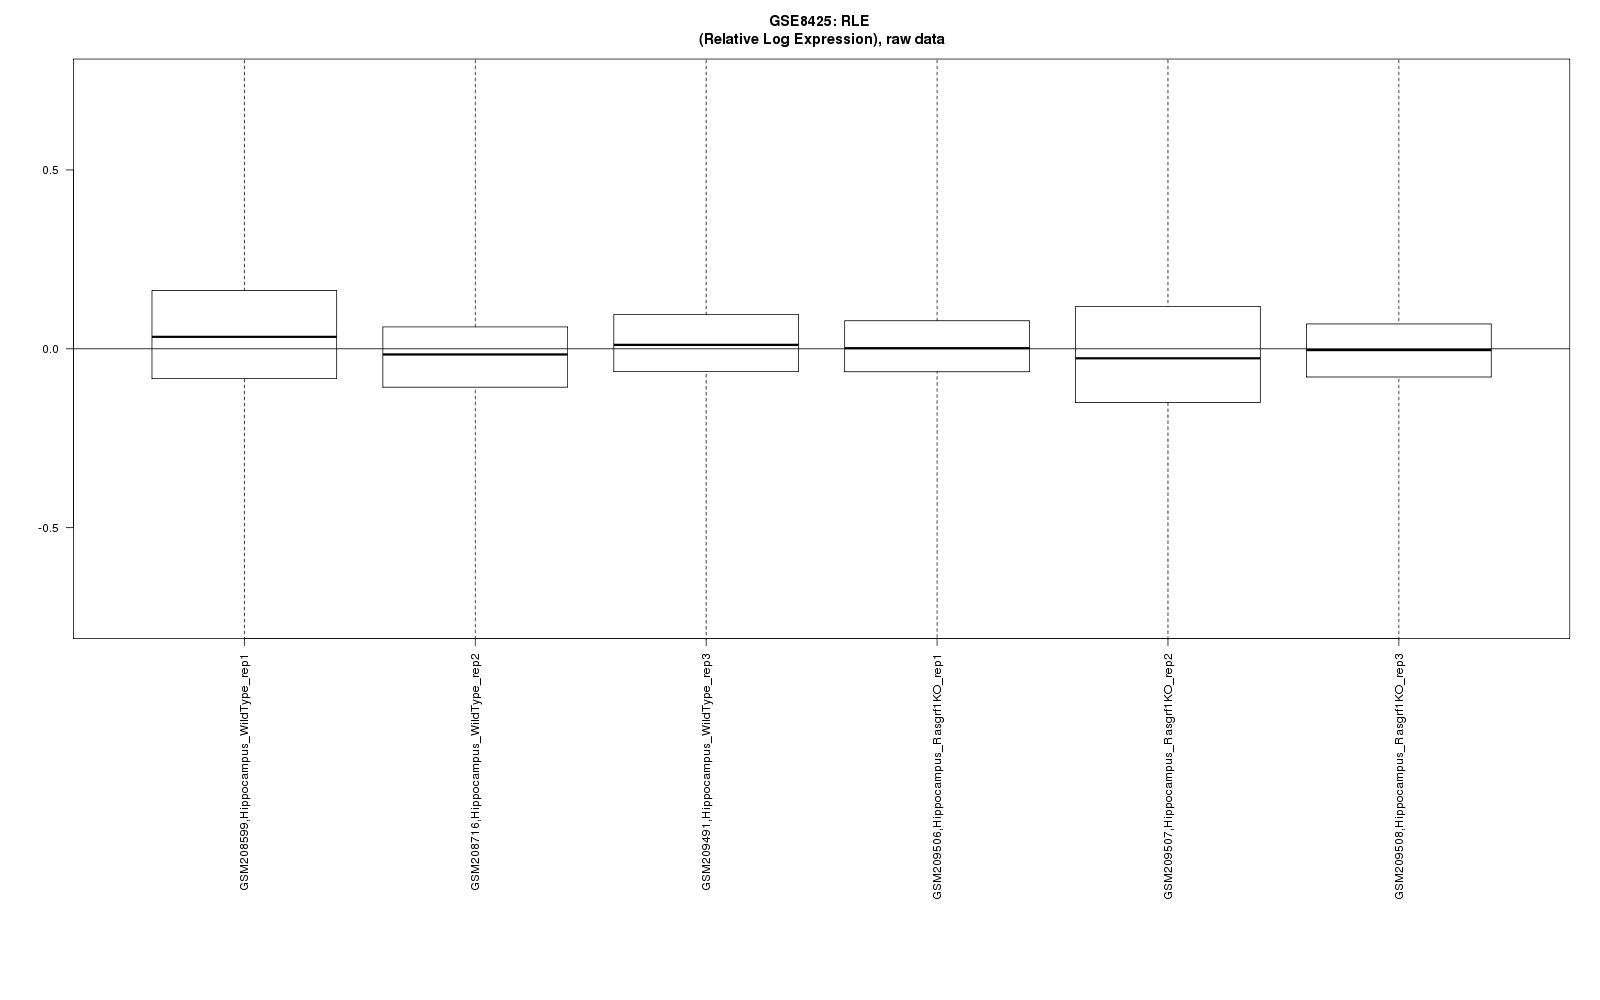 GSE8425: RLE
(Relative Log Expression), raw data
0.5
0.0
-0.5
GSM208599,Hippocampus_WildType_rep1
GSM208716,Hippocampus_WildType_rep2
GSM209491,Hippocampus_WildType_rep3
GSM209506,Hippocampus_Rasgrf1KO_rep1
GSM209507,Hippocampus_Rasgrf1KO_rep2
GSM209508,Hippocampus_Rasgrf1KO_rep3